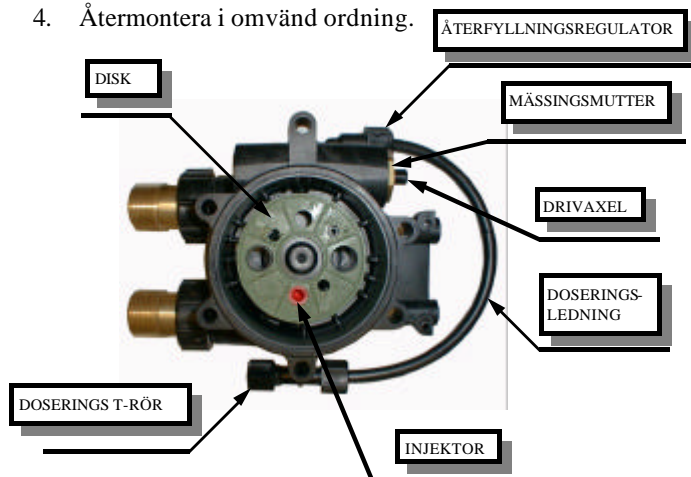 4. Återmontera i omvänd ordning.
ÅTERFYLLNINGSREGULATOR
DISK
MÄSSINGSMUTTER
DRIVAXEL
DOSERINGS-
LEDNING
DOSERINGS T-RÖR
INJEKTOR